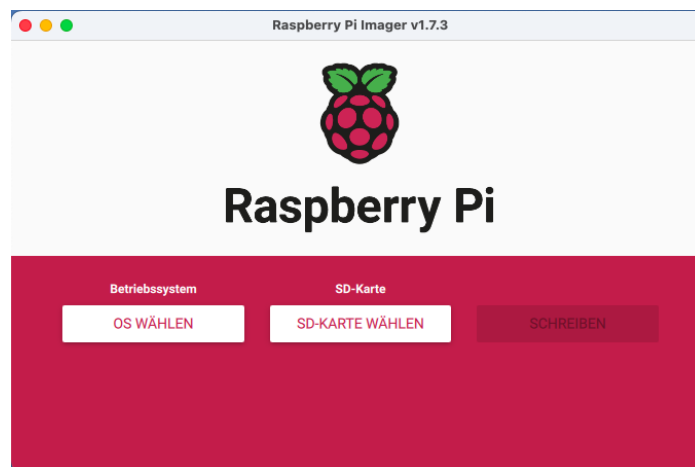 Raspberry Pi Imager v1.7.3
Raspberry Pi
Betriebssystem
SD-Karte
OS WÄHLEN
SD-KARTE WÄHLEN
SCHREIBEN